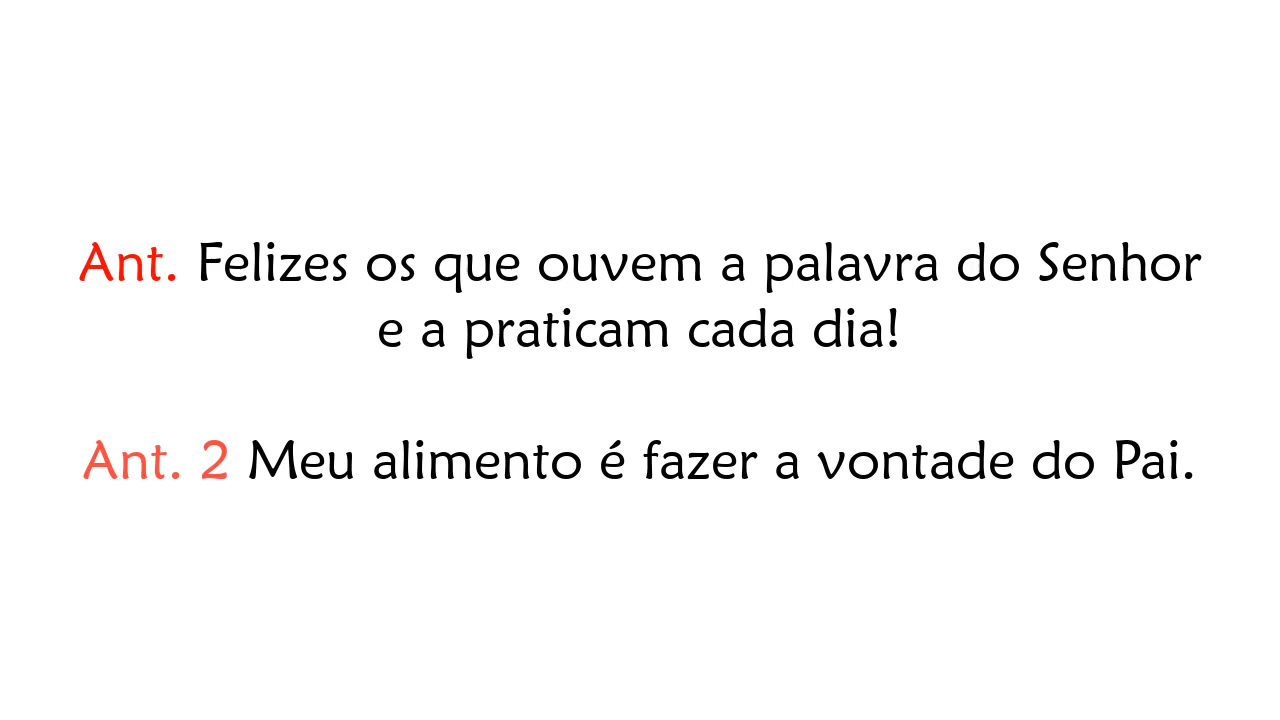 Ant. Felizes os que ouvem a palavra do Senhor
e a praticam cada dia!
Ant. 2 Meu alimento é fazer a vontade do Pai.